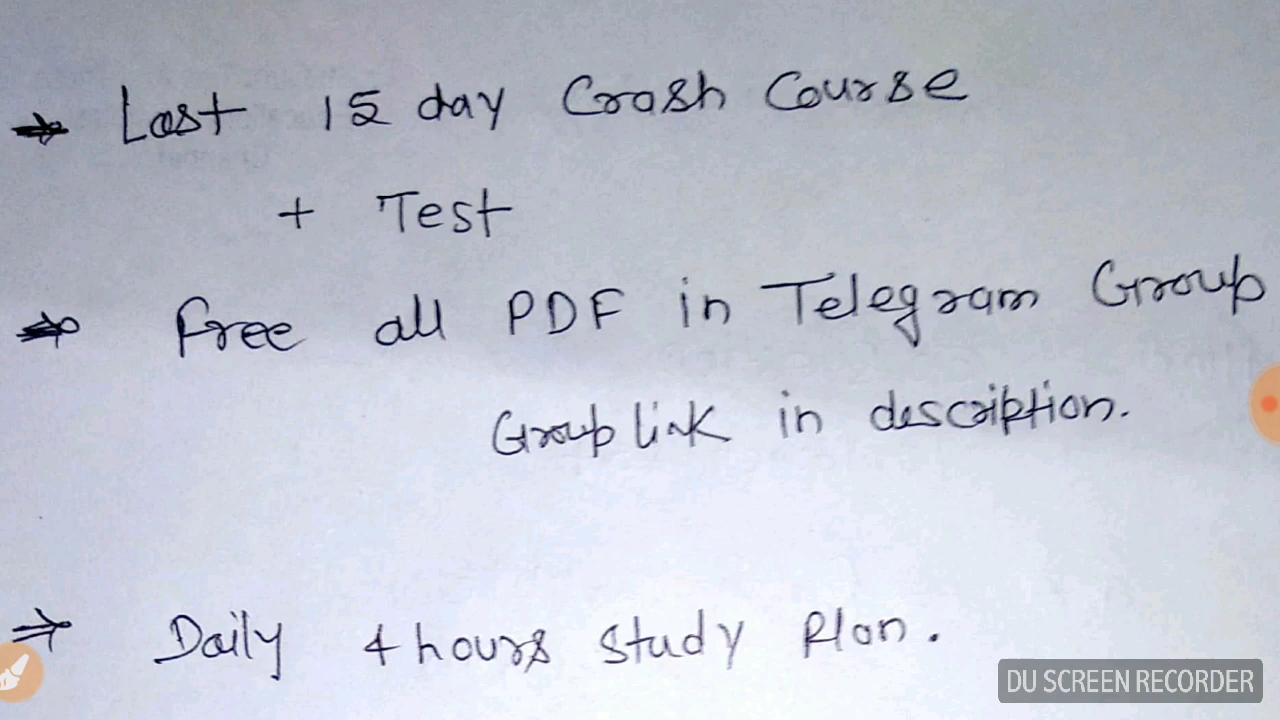 ⇒ Last 15 day Crash Course
+ Test
⇒ Free all PDF in Telegram Group
Group link in description.
⇒ Daily 4 hours study Plan.
DU SCREEN RECORDER